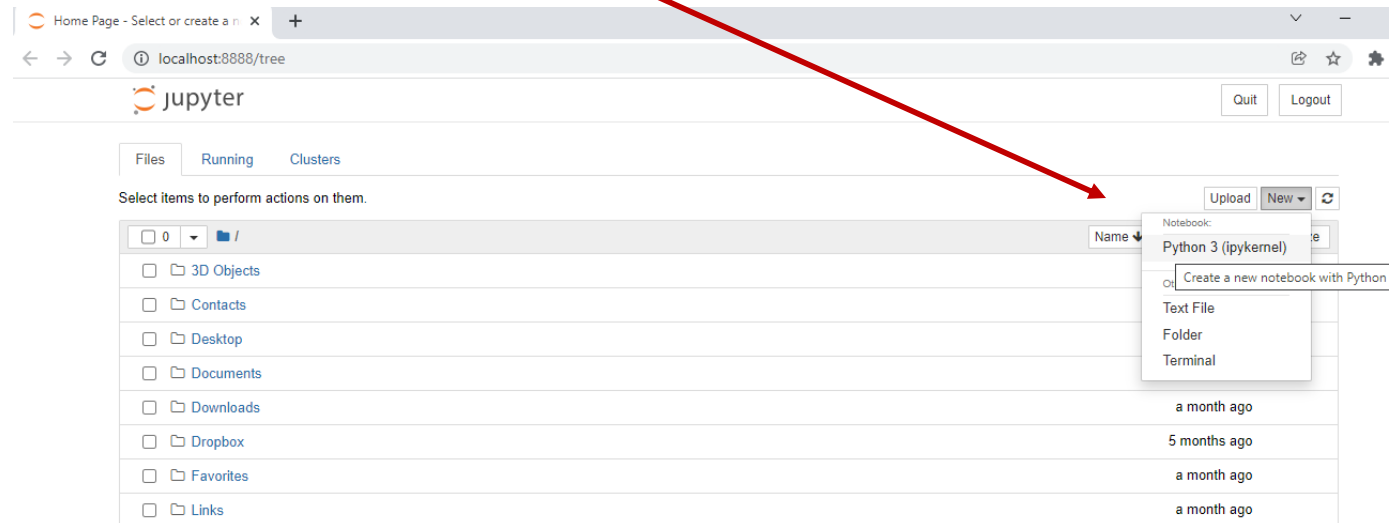 Home Page - Select or create a n
localhost:8888/tree
jupyter
Quit Logout
Files Running Clusters
Select items to perform actions on them.
Upload New
0 /
Name
Notebook:
Python 3 (ipykernel)
Create a new notebook with Python
Text File
Folder
Terminal
3D Objects
Contacts
Desktop
Documents
Downloads a month ago
Dropbox 5 months ago
Favorites a month ago
Links a month ago